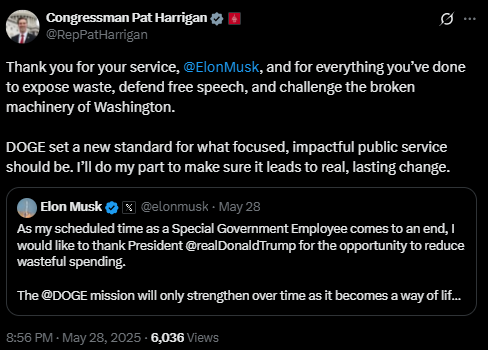 Congressman Pat Harrigan
@RepPatHarrigan
Thank you for your service, @ElonMusk, and for everything you’ve done
to expose waste, defend free speech, and challenge the broken
machinery of Washington.
DOGE set a new standard for what focused, impactful public service
should be. I’ll do my part to make sure it leads to real, lasting change.
Elon Musk X @elonmusk · May 28
As my scheduled time as a Special Government Employee comes to an end, I
would like to thank President @realDonaldTrump for the opportunity to reduce
wasteful spending.
The @DOGE mission will only strengthen over time as it becomes a way of lif...
8:56 PM · May 28, 2025 · 6,036 Views